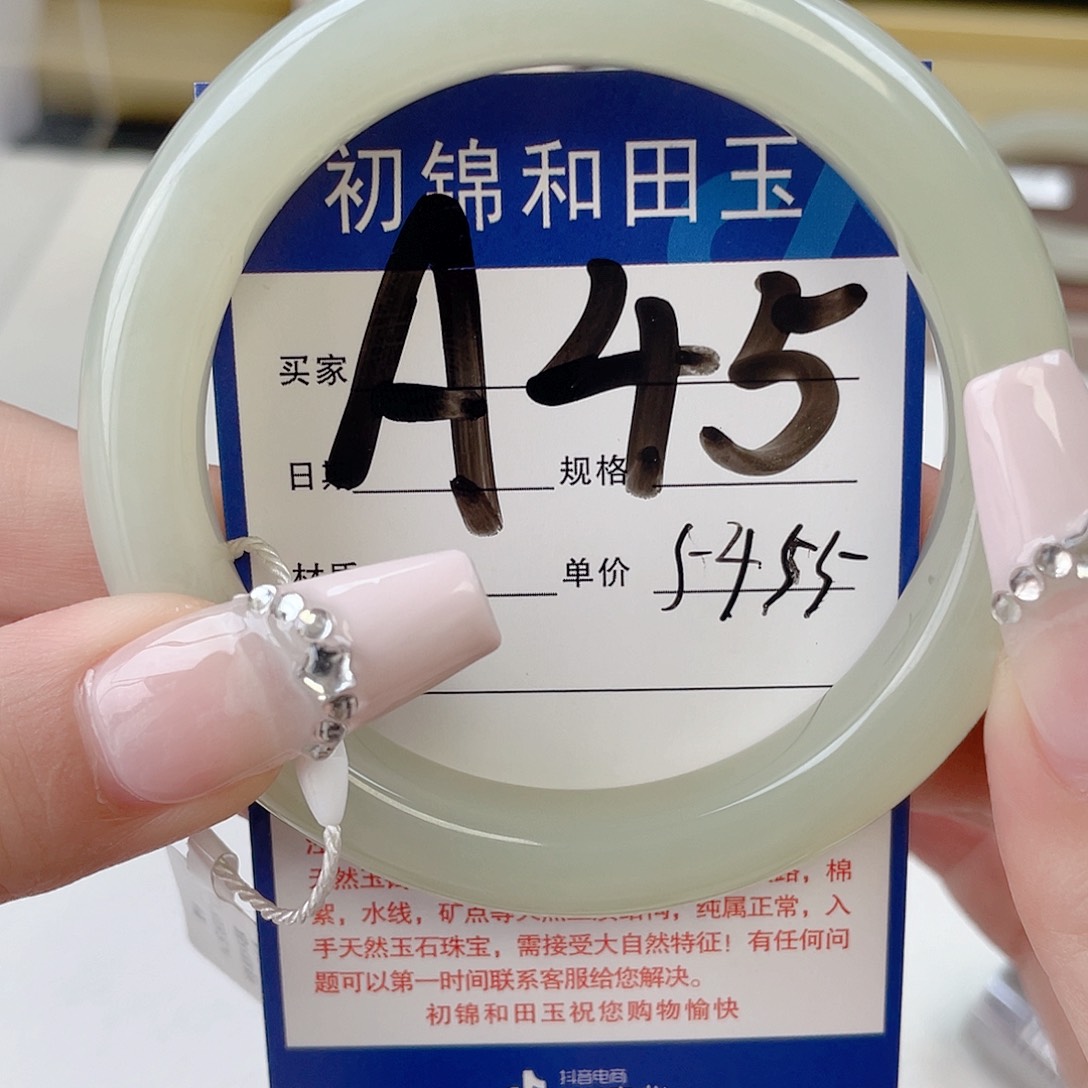 初锦和田玉
A45
买家
日期 规格
材质 单价 5455
棉
絮，水线，矿点等 纯属正常，入
手天然玉石珠宝，需接受大自然特征！有任何问
题可以第一时间联系客服给您解决。
初锦和田玉祝您购物愉快
抖音电商